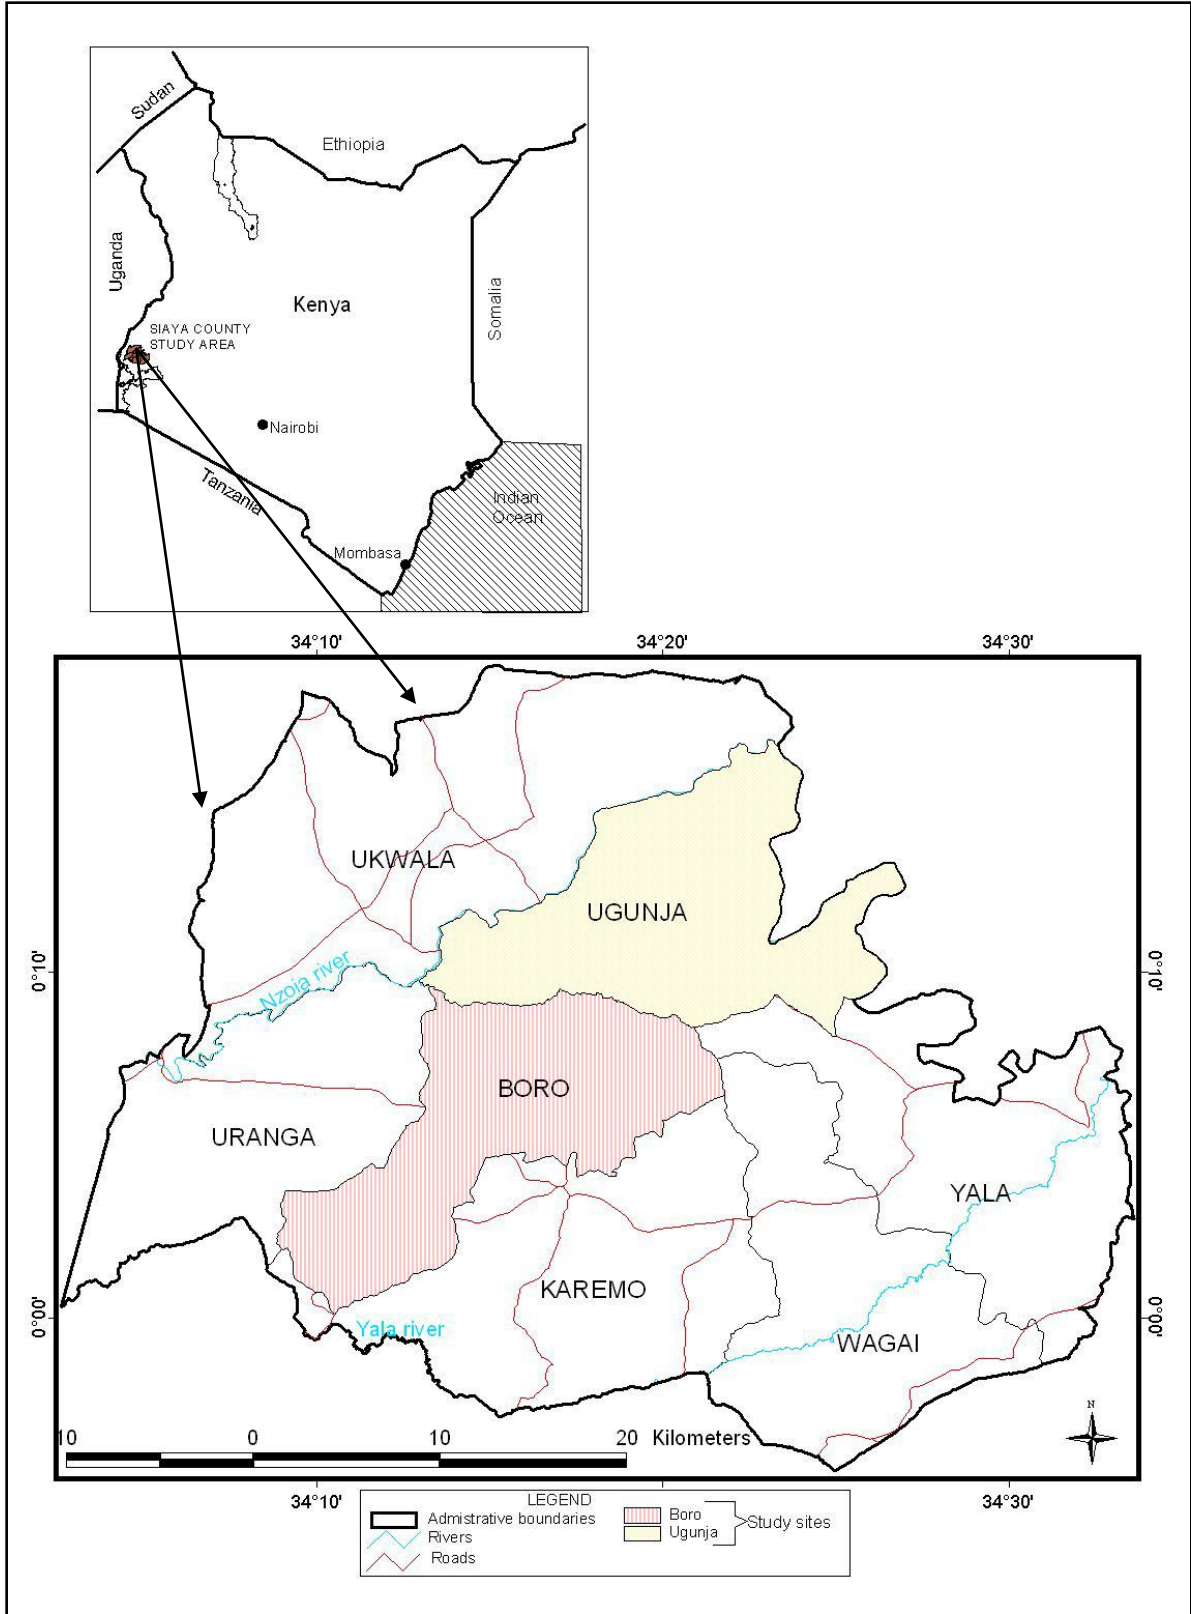 Sudan
Ethiopia
Uganda
Somalia
Kenya
SIAYA COUNTY
STUDY AREA
Nairobi
Tanzania
Indian
Ocean
Mombasa
34°10' 34°20' 34°30'
UKWALA
UGUNJA
0°10' 0°10'
Nzoia river
BORO
URANGA
YALA
KAREMO
0°00' 0°00'
Yala river
WAGAI
N
10 0 10 20 Kilometers
34°10' 34°30'
LEGEND
Admistrative boundaries
Rivers
Roads
Boro
Ugunja
Study sites